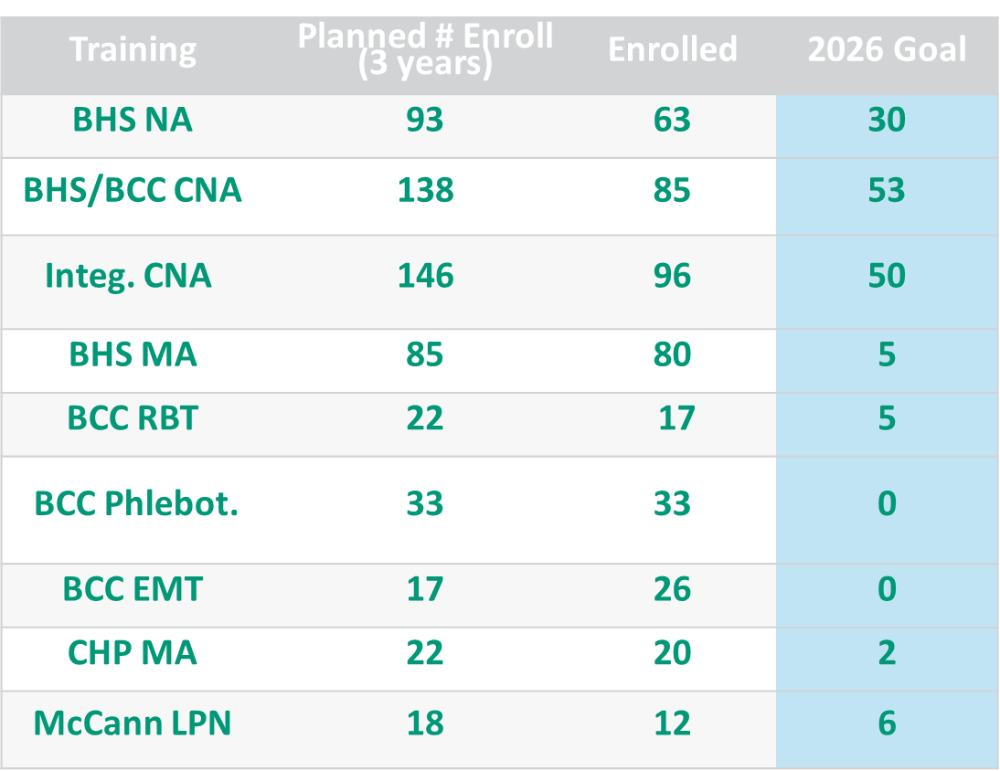 Training Planned # Enroll (3 years) Enrolled 2026 Goal
BHS NA 93 63 30
BHS/BCC CNA 138 85 53
Integ. CNA 146 96 50
BHS MA 85 80 5
BCC RBT 22 17 5
BCC Phlebot. 33 33 0
BCC EMT 17 26 0
CHP MA 22 20 2
McCann LPN 18 12 6